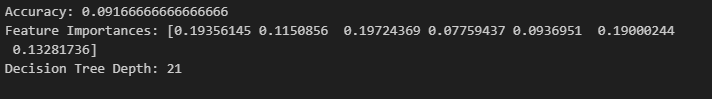 Accuracy: 0.09166666666666666
Feature Importances: [0.19356145 0.1150856  0.19724369 0.07759437 0.0936951  0.19000244
 0.13281736]
Decision Tree Depth: 21